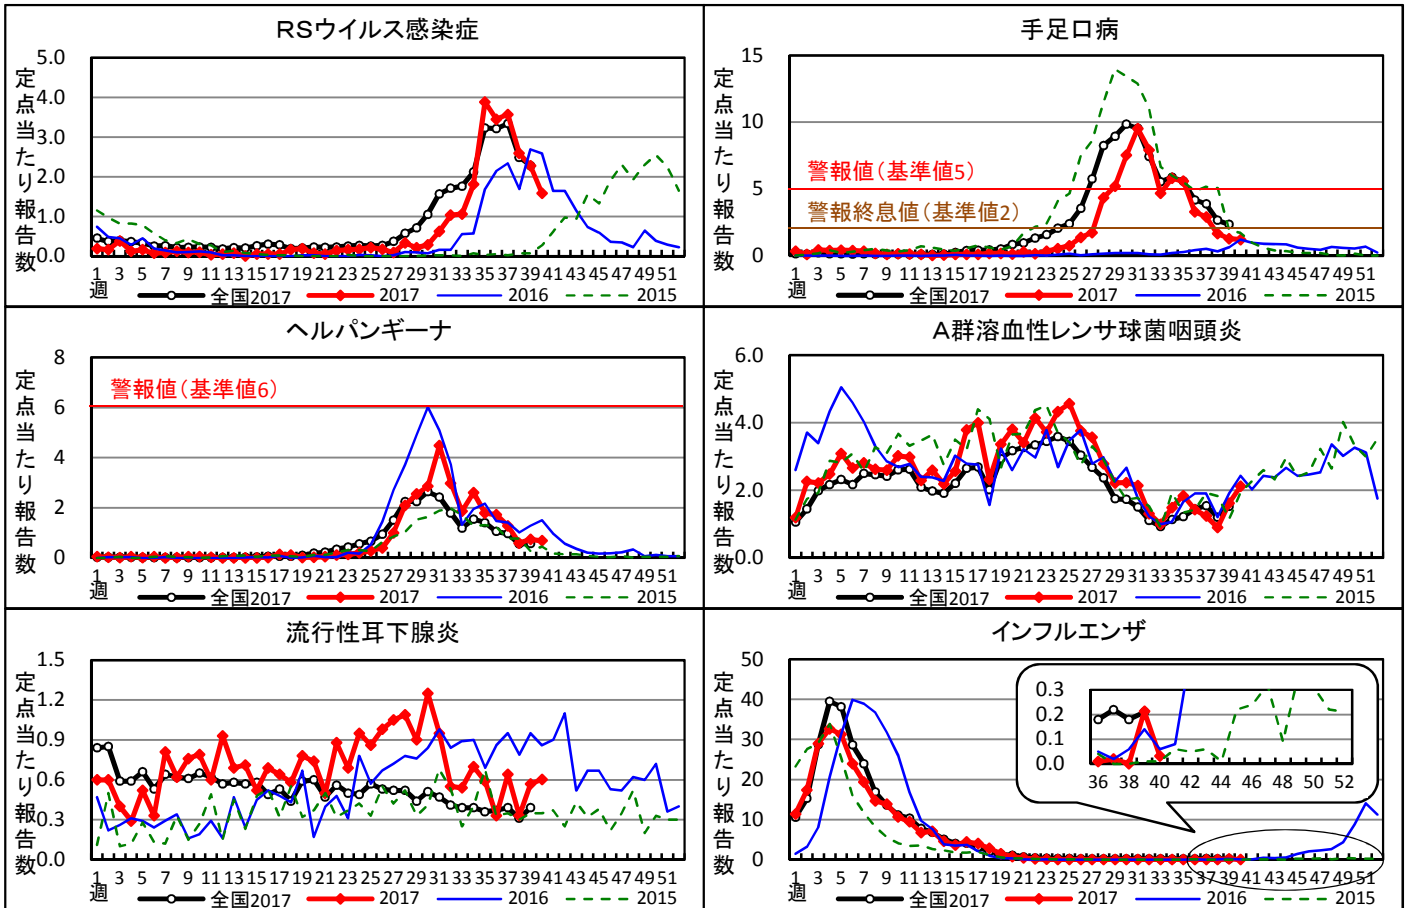 RSウイルス感染症
定点当たり報告数
5.0
4.0
3.0
2.0
1.0
0.0
1 3 5 7 9 11 13 15 17 19 21 23 25 27 29 31 33 35 37 39 41 43 45 47 49 51
週
全国2017 2017 2016 2015
手足口病
定点当たり報告数
15
10
5
0
警報値(基準値5)
警報終息値(基準値2)
1 3 5 7 9 11 13 15 17 19 21 23 25 27 29 31 33 35 37 39 41 43 45 47 49 51
週
全国2017 2017 2016 2015
ヘルパンギーナ
定点当たり報告数
8
6
4
2
0
警報値(基準値6)
1 3 5 7 9 11 13 15 17 19 21 23 25 27 29 31 33 35 37 39 41 43 45 47 49 51
週
全国2017 2017 2016 2015
A群溶血性レンサ球菌咽頭炎
定点当たり報告数
6.0
4.0
2.0
0.0
1 3 5 7 9 11 13 15 17 19 21 23 25 27 29 31 33 35 37 39 41 43 45 47 49 51
週
全国2017 2017 2016 2015
流行性耳下腺炎
定点当たり報告数
1.5
1.2
0.9
0.6
0.3
0.0
1 3 5 7 9 11 13 15 17 19 21 23 25 27 29 31 33 35 37 39 41 43 45 47 49 51
週
全国2017 2017 2016 2015
インフルエンザ
定点当たり報告数
50
40
30
20
10
0
0.3
0.2
0.1
0.0
36 38 40 42 44 46 48 50 52
1 3 5 7 9 11 13 15 17 19 21 23 25 27 29 31 33 35 37 39 41 43 45 47 49 51
週
全国2017 2017 2016 2015